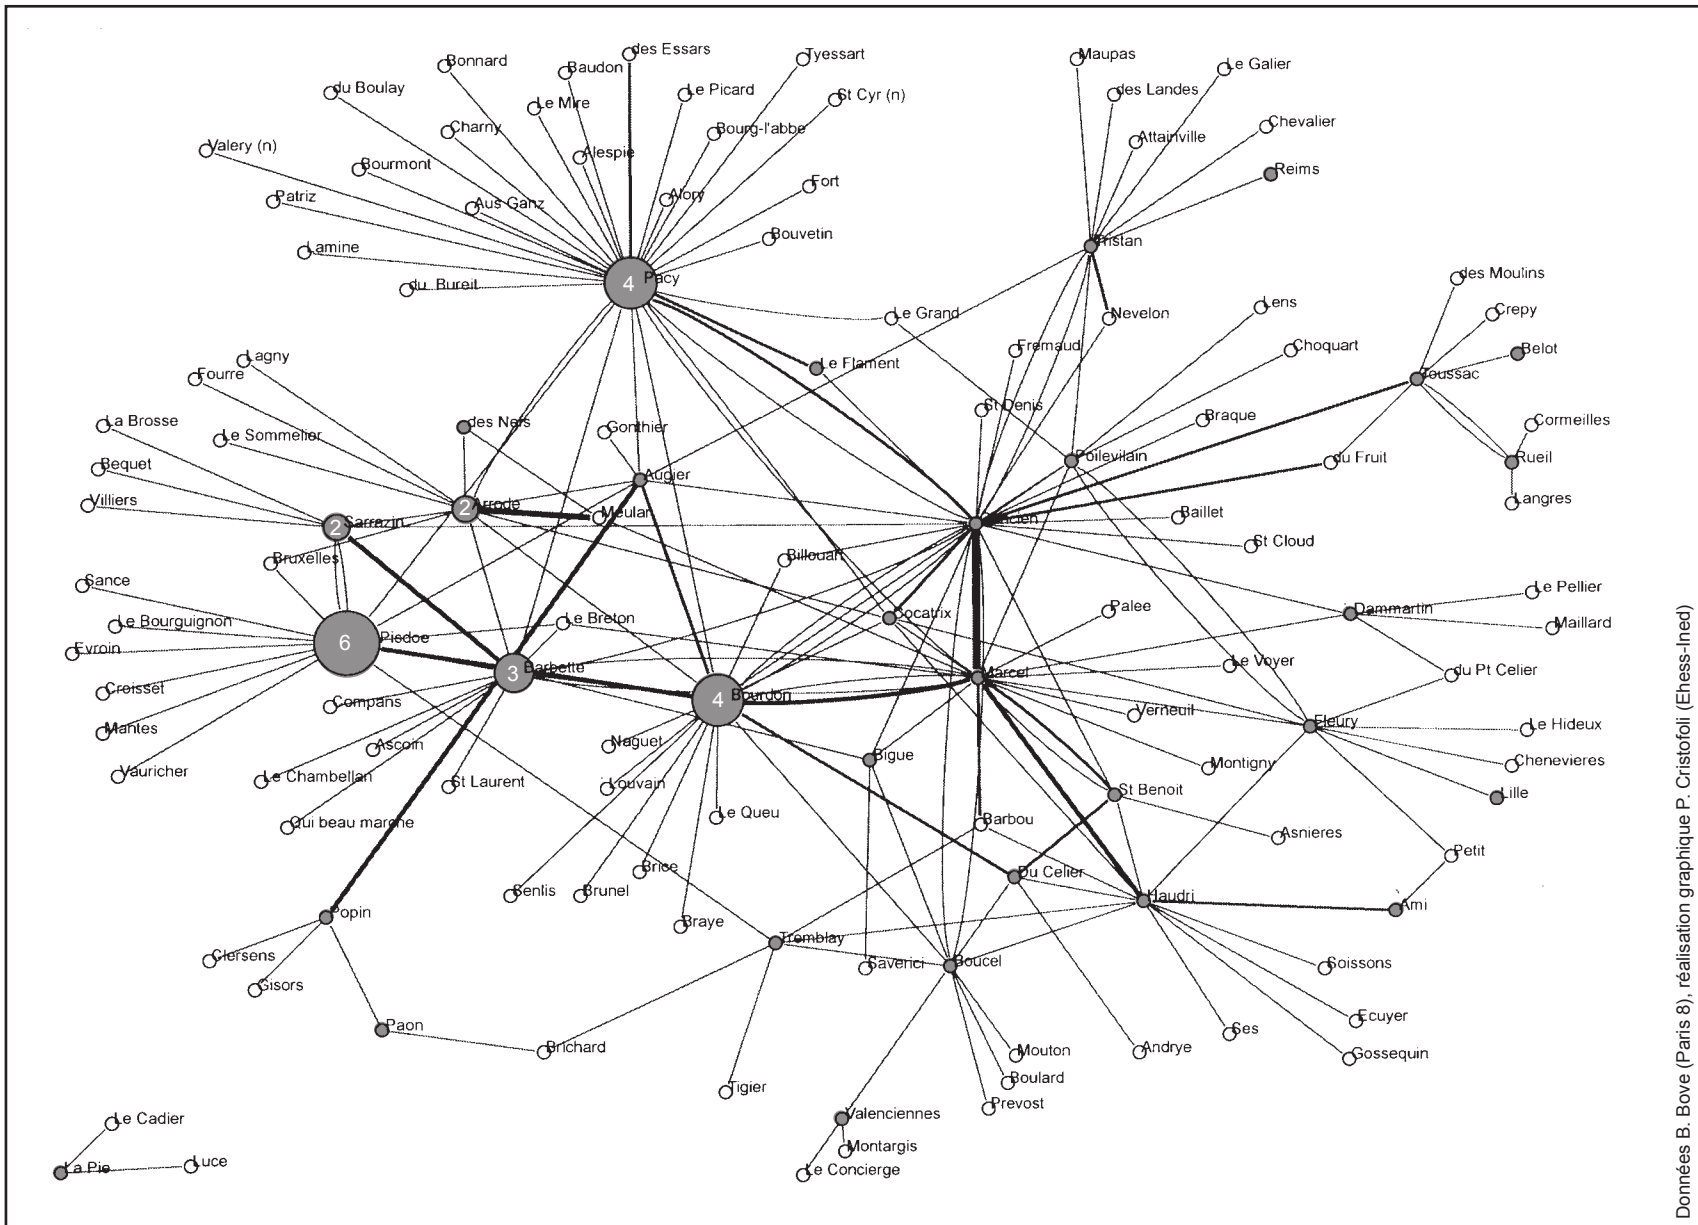 des Essars
Tyessart
Maupas
Bonnard
Baudon
Le Galier
du Boulay
Le Mire
Le Picard
St Cyr (n)
des Landes
Charny
Bourg-l'abbe
Chevalier
Attainville
Valery (n)
Bourmont
Alespie
Reims
Patriz
Aus Ganz
Alory
Fort
Lamine
Bouvetin
Tristan
du Bureit
4
Pacy
des Moulins
Le Grand
Nevelon
Lens
Crepy
Lagny
Fremaud
Choquart
Belot
Fourre
Le Flament
Toussac
La Brosse
Le Sommelier
des Ners
Gonthier
St Denis
Braque
Cormeilles
Bequet
Augier
Poilevilain
du Fruit
Rueil
Villiers
2
Sarrazin
2
Arrode
Meulan
Baillet
Langres
Bruxelles
Billouart
St Cloud
Sance
Le Pellier
Le Bourguignon
Le Breton
Cocatrix
Palee
Dammartin
Maillard
Evroin
6
Pisdoe
3
Barbette
Marcel
Le Voyer
du Pt Celier
Croisset
Compans
4
Bourdon
Verneuil
Fleury
Le Hideux
Mantes
Ascoin
Naguet
Bigue
Montigny
Chenevieres
Vauricher
Le Chambellan
St Laurent
Louvain
St Benoit
Lille
Qui beau marche
Le Queu
Barbou
Asnieres
Petit
Senlis
Brunel
Brice
Du Celier
Haudri
Ami
Popin
Braye
Tremblay
Clersens
Saverici
Boucel
Soissons
Gisors
Paon
Brichard
Mouton
Andrye
Ses
Ecuyer
Gossequin
Tigier
Boulard
Prevost
Le Cadier
Valenciennes
Montargis
La Pie
Luce
Le Concierge
Données B. Bove (Paris 8), réalisation graphique P. Cristofoli (Ehess-Ined)